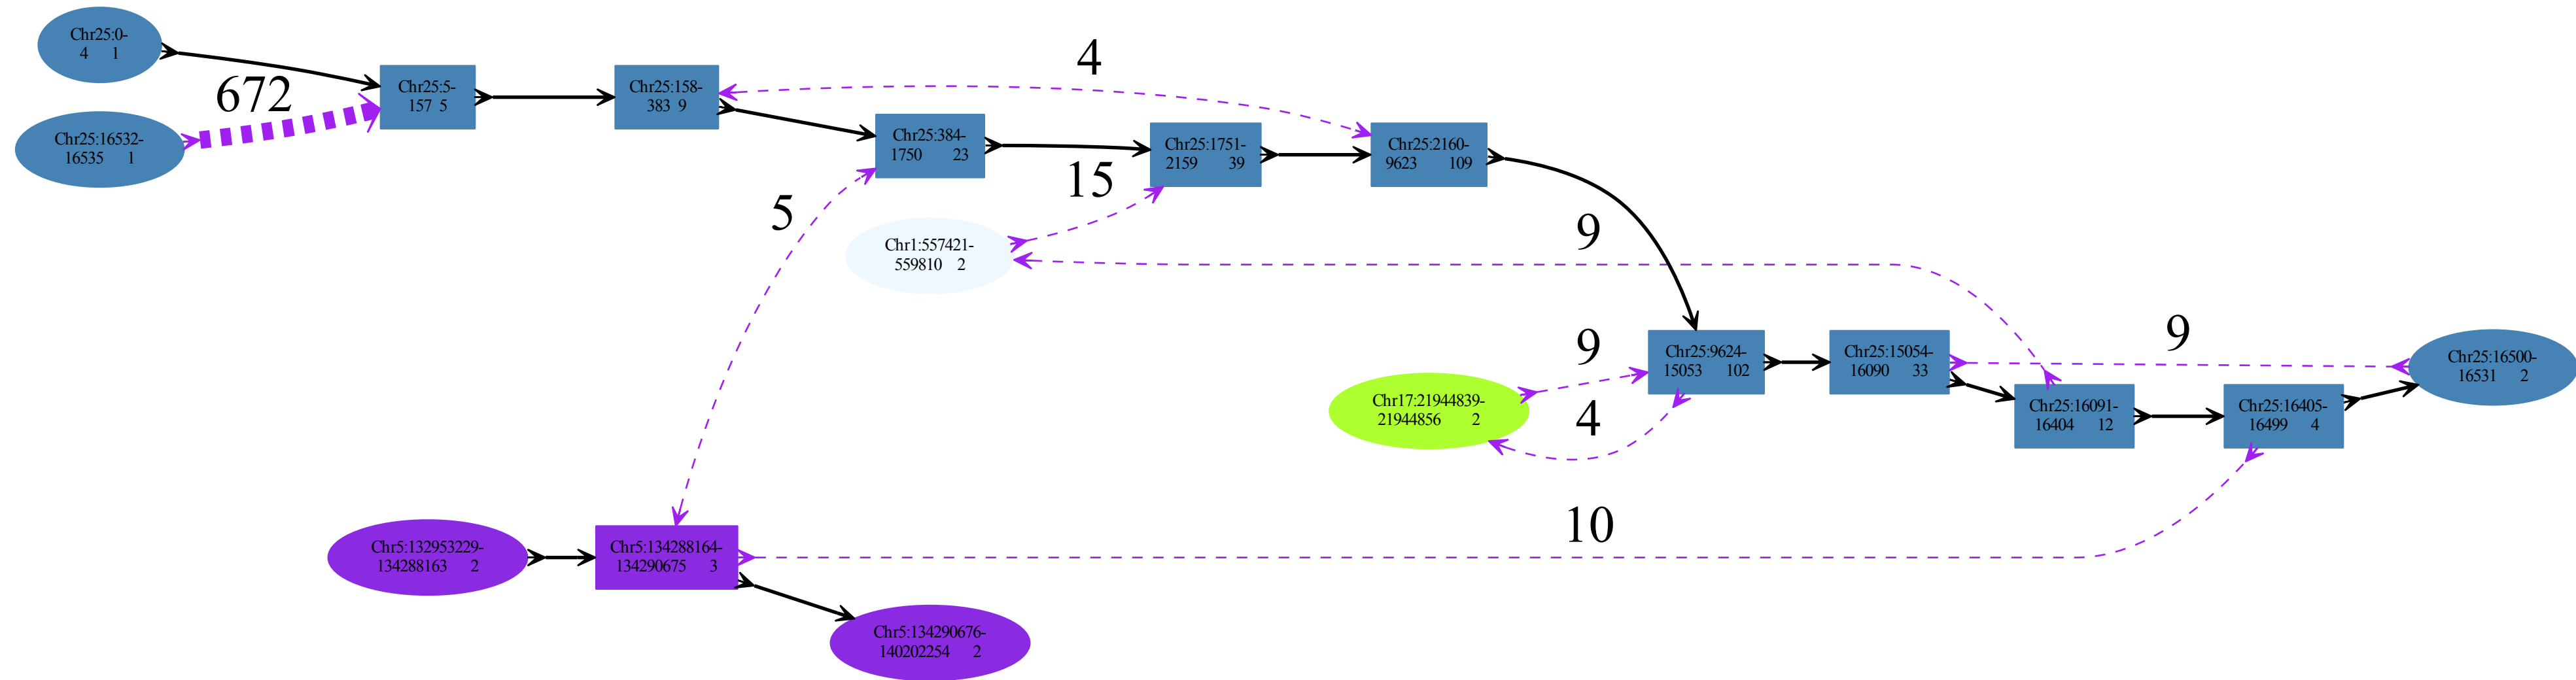 Chr25:0-
4 1
672
Chr25:16532-
16535 1
Chr25:5-
157 5
Chr25:158-
383 9
4
Chr25:384-
1750 23
15
Chr25:1751-
2159 39
Chr25:2160-
9623 109
5
Chr1:557421-
559810 2
9
9
Chr17:21944839-
21944856 2
4
Chr25:9624-
15053 102
Chr25:15054-
16090 33
9
Chr25:16500-
16531 2
Chr25:16091-
16404 12
Chr25:16405-
16499 4
10
Chr5:132953229-
134288163 2
Chr5:134288164-
134290675 3
Chr5:134290676-
140202254 2